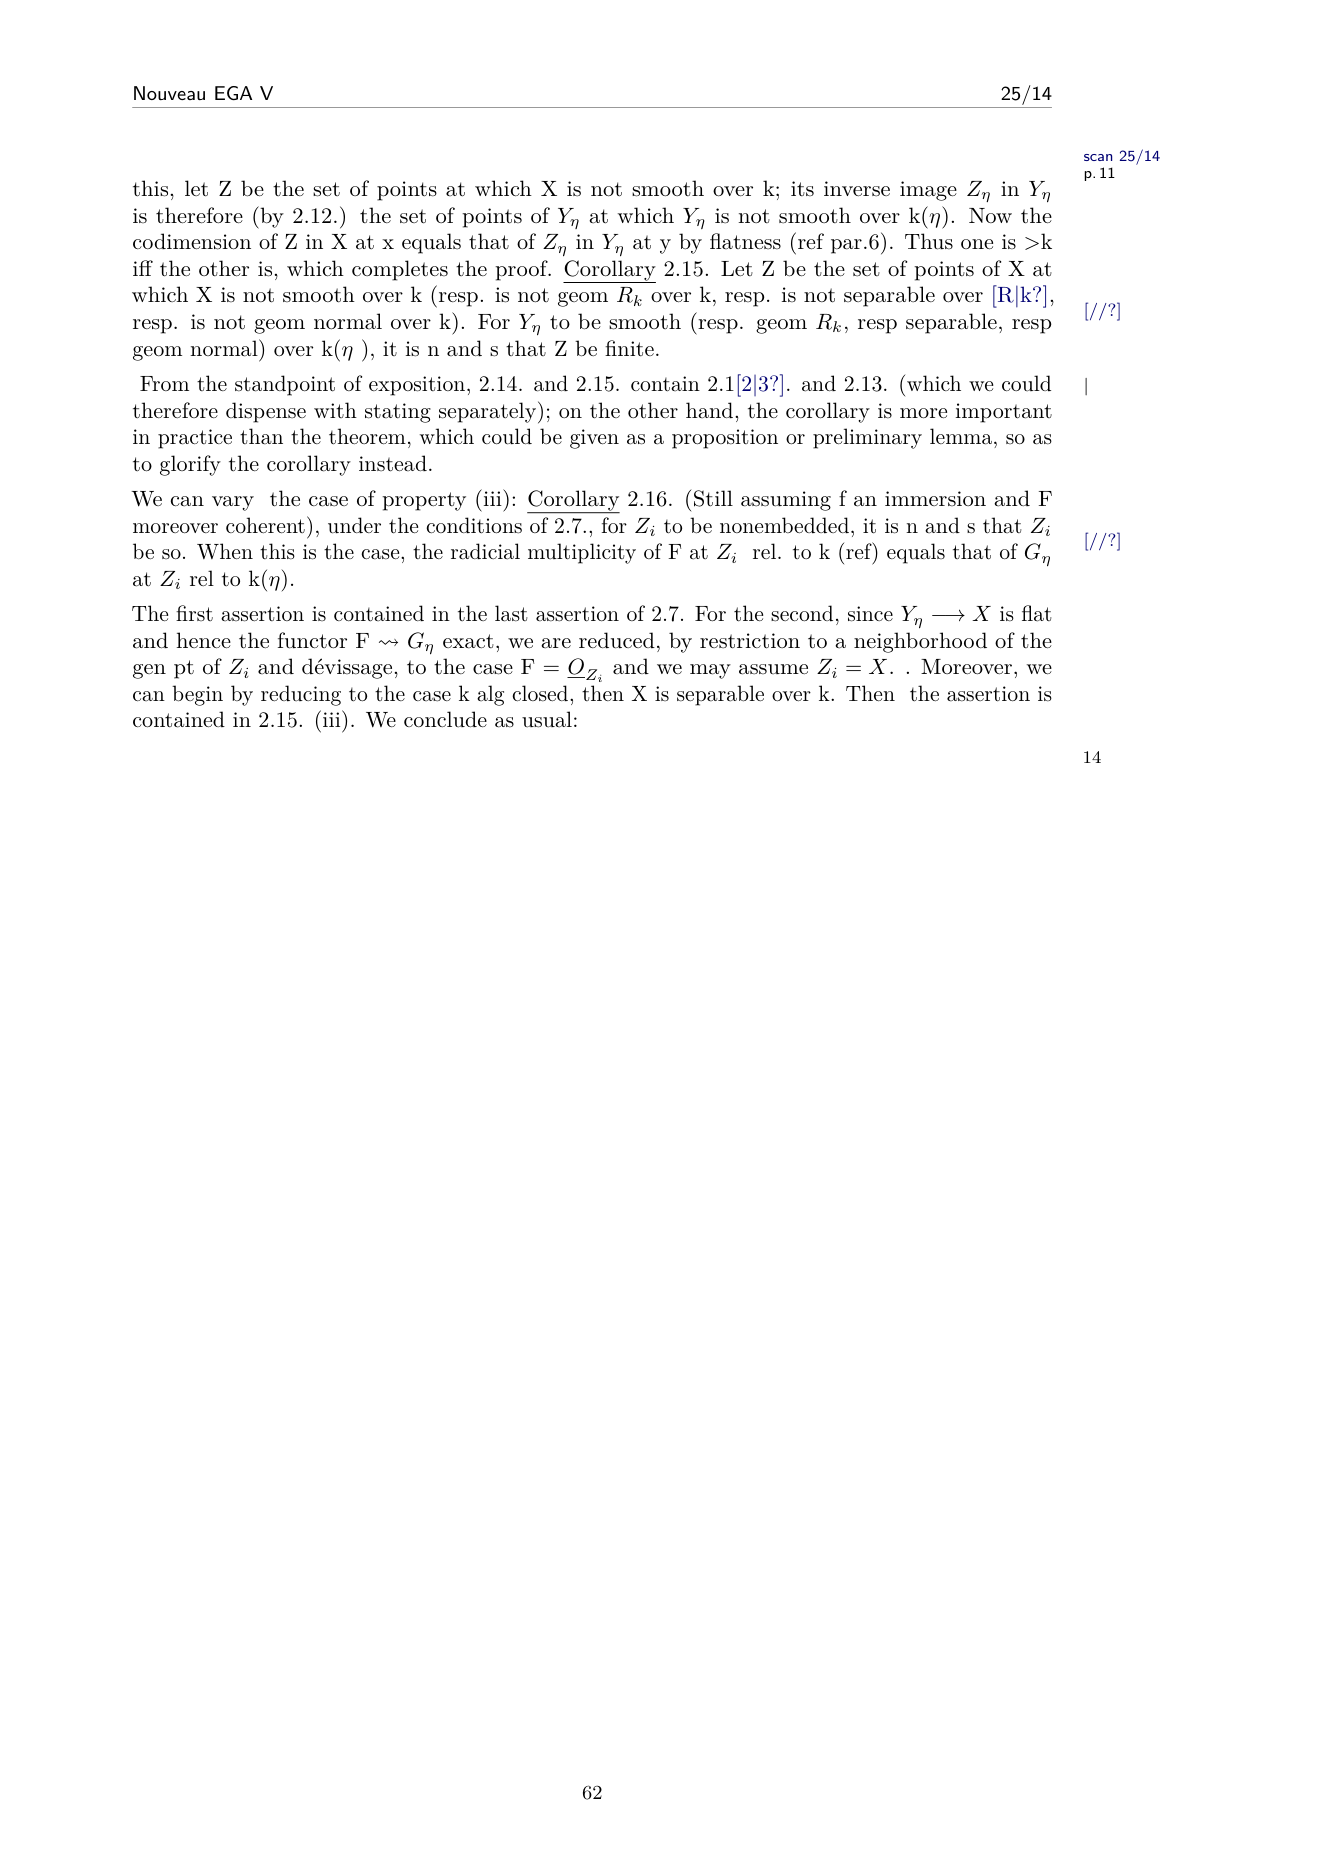 Nouveau EGA V 25/14
scan 25/14
p. 11
this, let Z be the set of points at which X is not smooth over k; its inverse image Z_η in Y_η
is therefore (by 2.12.) the set of points of Y_η at which Y_η is not smooth over k(η). Now the
codimension of Z in X at x equals that of Z_η in Y_η at y by flatness (ref par.6). Thus one is >k
iff the other is, which completes the proof. Corollary 2.15. Let Z be the set of points of X at
which X is not smooth over k (resp. is not geom R_k over k, resp. is not separable over [R|k?],
[//?]
resp. is not geom normal over k). For Y_η to be smooth (resp. geom R_k, resp separable, resp
geom normal) over k(η ), it is n and s that Z be finite.
From the standpoint of exposition, 2.14. and 2.15. contain 2.1[2|3?]. and 2.13. (which we could
|
therefore dispense with stating separately); on the other hand, the corollary is more important
in practice than the theorem, which could be given as a proposition or preliminary lemma, so as
to glorify the corollary instead.
We can vary the case of property (iii): Corollary 2.16. (Still assuming f an immersion and F
moreover coherent), under the conditions of 2.7., for Z_i to be nonembedded, it is n and s that Z_i
[//?]
be so. When this is the case, the radicial multiplicity of F at Z_i rel. to k (ref) equals that of G_η
at Z_i rel to k(η).
The first assertion is contained in the last assertion of 2.7. For the second, since Y_η ⟶ X is flat
and hence the functor F ⇝ G_η exact, we are reduced, by restriction to a neighborhood of the
gen pt of Z_i and dévissage, to the case F = O_{Z_i} and we may assume Z_i = X. . Moreover, we
can begin by reducing to the case k alg closed, then X is separable over k. Then the assertion is
contained in 2.15. (iii). We conclude as usual:
14
62